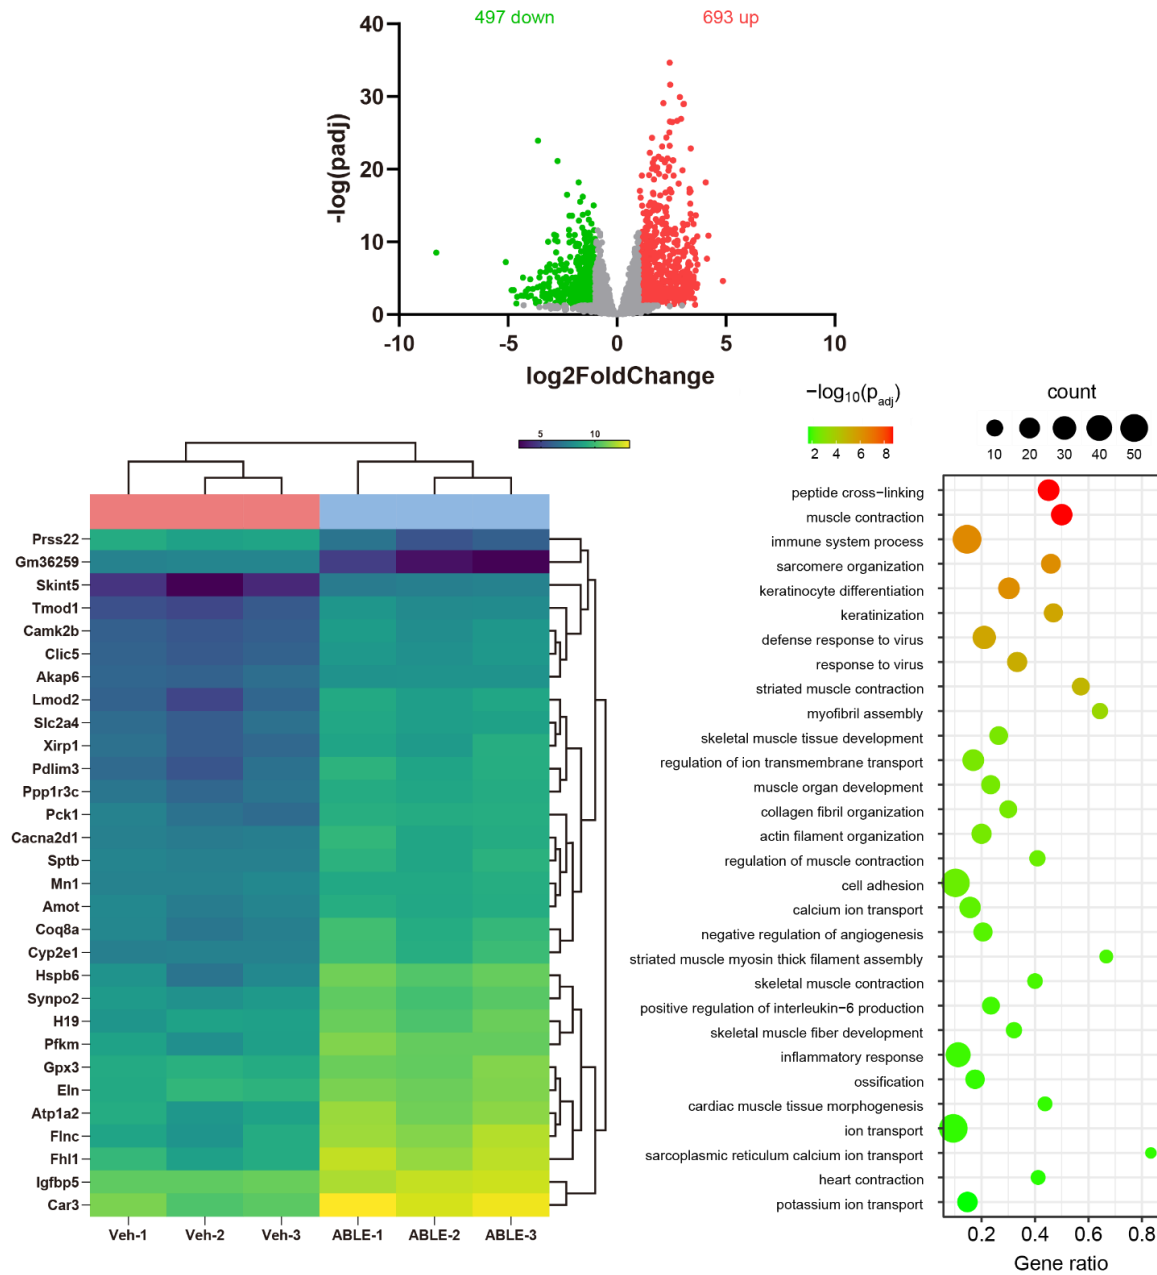 497 down
693 up
40
30
20
10
0
-log(padj)
-10
-5
0
5
10
log2FoldChange
−log10(padj)
2 4 6 8
count
10 20 30 40 50
5 10
Prss22
Gm36259
Skint5
Tmod1
Camk2b
Clic5
Akap6
Lmod2
Slc2a4
Xirp1
Pdlim3
Ppp1r3c
Pck1
Cacna2d1
Sptb
Mn1
Amot
Coq8a
Cyp2e1
Hspb6
Synpo2
H19
Pfkm
Gpx3
Eln
Atp1a2
Flnc
Fhl1
Igfbp5
Car3
Veh-1
Veh-2
Veh-3
ABLE-1
ABLE-2
ABLE-3
peptide cross−linking
muscle contraction
immune system process
sarcomere organization
keratinocyte differentiation
keratinization
defense response to virus
response to virus
striated muscle contraction
myofibril assembly
skeletal muscle tissue development
regulation of ion transmembrane transport
muscle organ development
collagen fibril organization
actin filament organization
regulation of muscle contraction
cell adhesion
calcium ion transport
negative regulation of angiogenesis
striated muscle myosin thick filament assembly
skeletal muscle contraction
positive regulation of interleukin−6 production
skeletal muscle fiber development
inflammatory response
ossification
cardiac muscle tissue morphogenesis
ion transport
sarcoplasmic reticulum calcium ion transport
heart contraction
potassium ion transport
0.2 0.4 0.6 0.8
Gene ratio